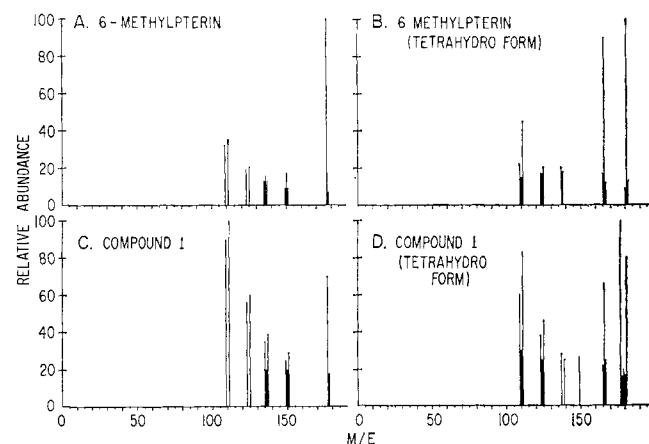 A. 6-METHYLPTERIN
B. 6 METHYLPTERIN
(TETRAHYDRO FORM)
100
80
60
40
20
0
RELATIVE ABUNDANCE
C. COMPOUND 1
D. COMPOUND 1
(TETRAHYDRO
FORM)
100
80
60
40
20
0
0 50 100 150 0 50 100 150
M/E